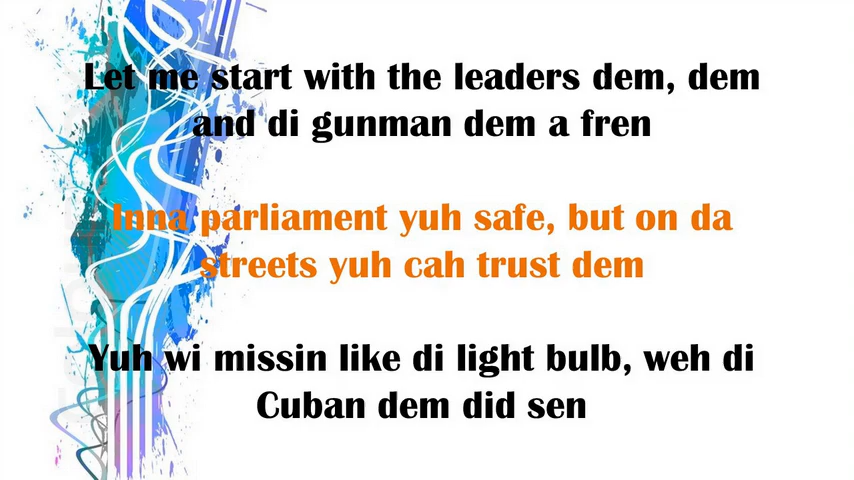 Let me start with the leaders dem, dem
and di gunman dem a fren
Inna parliament yuh safe, but on da
streets yuh cah trust dem
Yuh wi missin like di light bulb, weh di
Cuban dem did sen